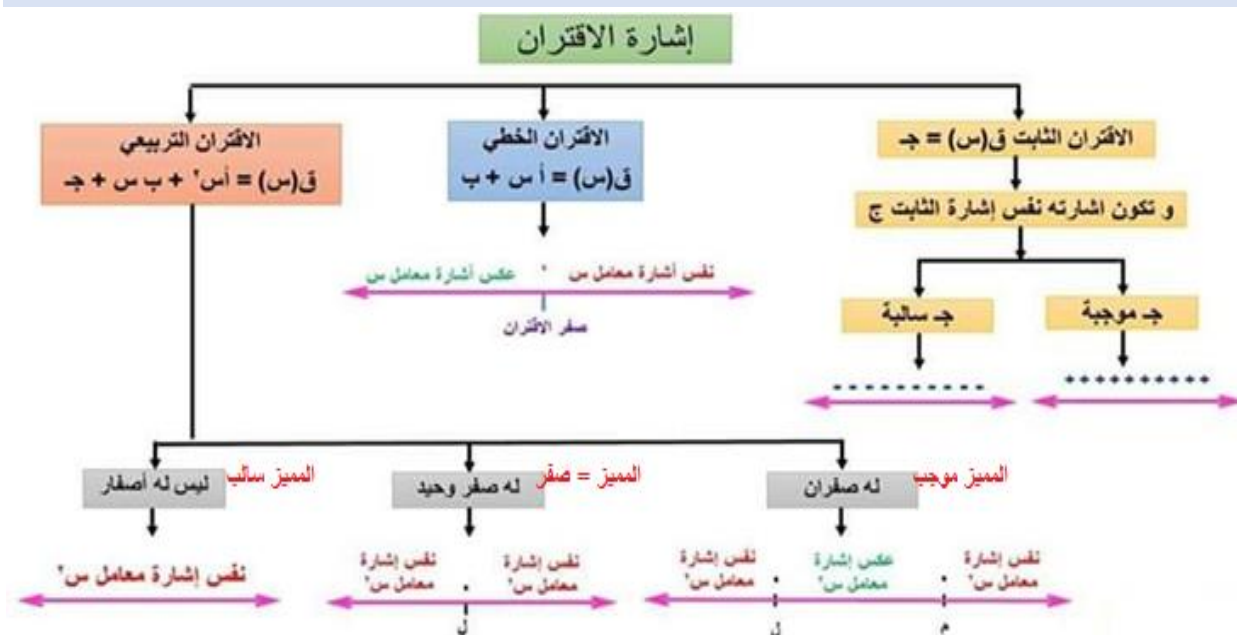 إشارة الاقتران
الاقتران الثابت ق(س) = جـ
و تكون اشارته نفس إشارة الثابت ج
جـ موجبة
جـ سالبة
++++++++++
- - - - - - - - - -
الاقتران الخطي
ق(س) = أ س + ب
نفس أشارة معامل س
٠
عكس أشارة معامل س
صفر الاقتران
الاقتران التربيعي
ق(س) = أس٢ + ب س + جـ
المميز موجب
له صفران
نفس إشارة
معامل س٢
عكس إشارة
معامل س٢
نفس إشارة
معامل س٢
م
ل
المميز = صفر
له صفر وحيد
نفس إشارة
معامل س٢
نفس إشارة
معامل س٢
ل
المميز سالب
ليس له أصفار
نفس إشارة معامل س٢